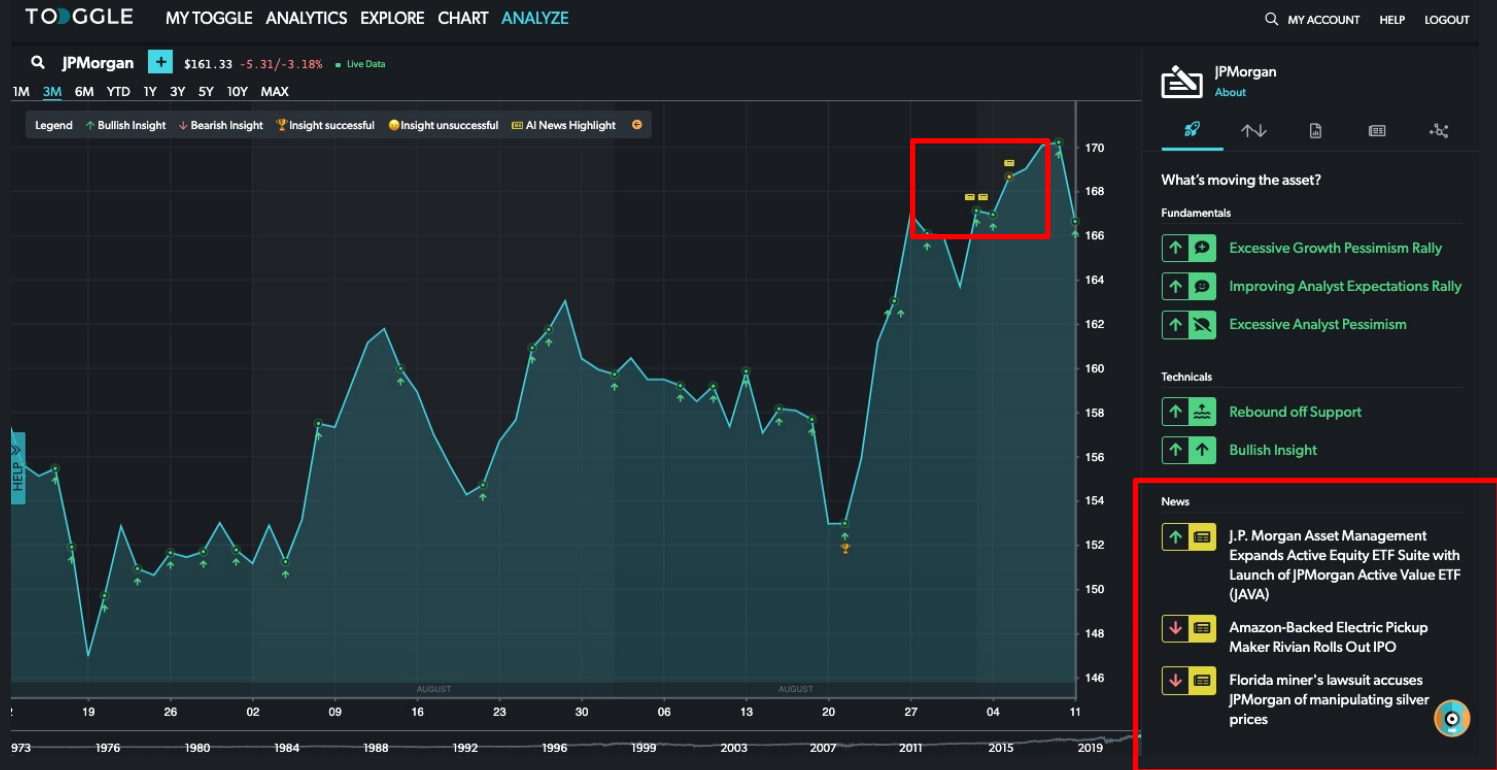 TOGGLE MY TOGGLE ANALYTICS EXPLORE CHART ANALYZE MY ACCOUNT HELP LOGOUT
JPMorgan + $161.33 -5.31/-3.18% Live Data
1M 3M 6M YTD 1Y 3Y 5Y 10Y MAX
Legend Bullish Insight Bearish Insight Insight successful Insight unsuccessful AI News Highlight
170
168
166
164
162
160
158
156
154
152
150
148
146
HELP
AUGUST AUGUST
19 26 02 09 16 23 30 06 13 20 27 04 11
973 1976 1980 1984 1988 1992 1996 1999 2003 2007 2011 2015 2019
JPMorgan
About
What's moving the asset?
Fundamentals
Excessive Growth Pessimism Rally
Improving Analyst Expectations Rally
Excessive Analyst Pessimism
Technicals
Rebound off Support
Bullish Insight
News
J.P. Morgan Asset Management
Expands Active Equity ETF Suite with
Launch of JPMorgan Active Value ETF
(JAVA)
Amazon-Backed Electric Pickup
Maker Rivian Rolls Out IPO
Florida miner's lawsuit accuses
JPMorgan of manipulating silver
prices